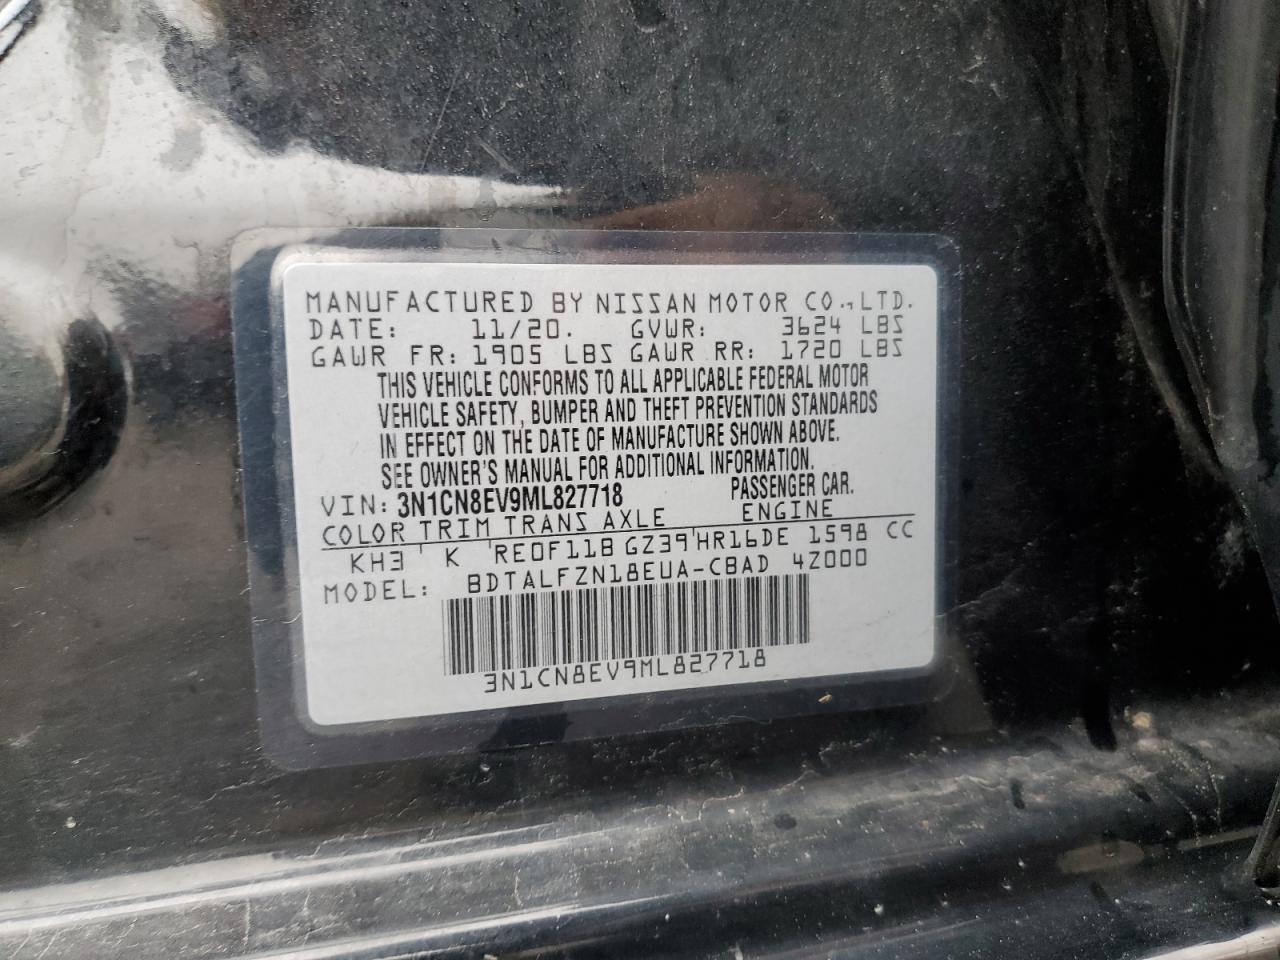 MANUFACTURED BY NISSAN MOTOR CO., LTD.
DATE: 11/20. GVWR: 3624 LBS
GAWR FR: 1905 LBS GAWR RR: 1720 LBS
THIS VEHICLE CONFORMS TO ALL APPLICABLE FEDERAL MOTOR
VEHICLE SAFETY, BUMPER AND THEFT PREVENTION STANDARDS
IN EFFECT ON THE DATE OF MANUFACTURE SHOWN ABOVE.
SEE OWNER'S MANUAL FOR ADDITIONAL INFORMATION.
VIN: 3N1CN8EV9ML827718 PASSENGER CAR.
COLOR TRIM TRANS AXLE ENGINE
KH3 ' K ' RE0F11B GZ39 ' HR16DE 1598 CC
MODEL: BDTALFZN18EUA-CBAD 4Z000
3N1CN8EV9ML827718